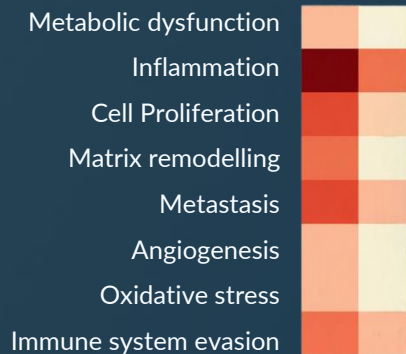 Metabolic dysfunction
Inflammation
Cell Proliferation
Matrix remodelling
Metastasis
Angiogenesis
Oxidative stress
Immune system evasion